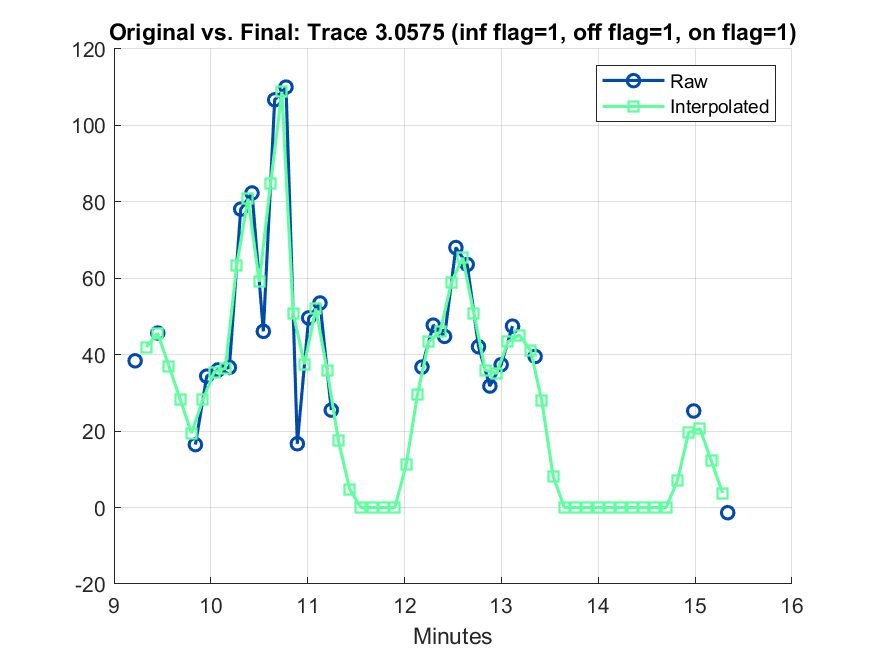 Original vs. Final: Trace 3.0575 (inf flag=1, off flag=1, on flag=1)
120
100
80
60
40
20
0
-20
9 10 11 12 13 14 15 16
Minutes
Raw
Interpolated